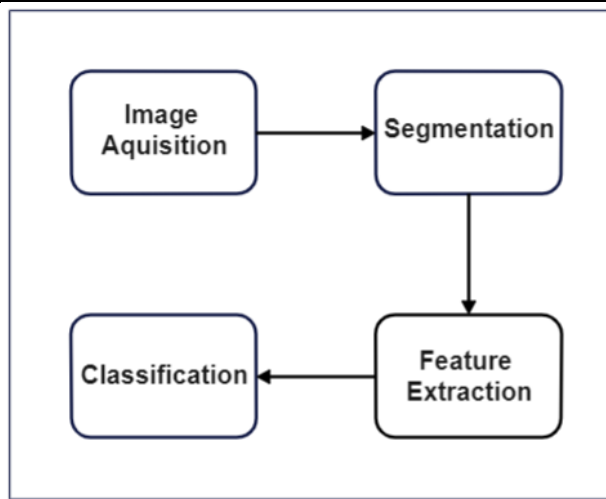 Image
Aquisition
Segmentation
Feature
Extraction
Classification